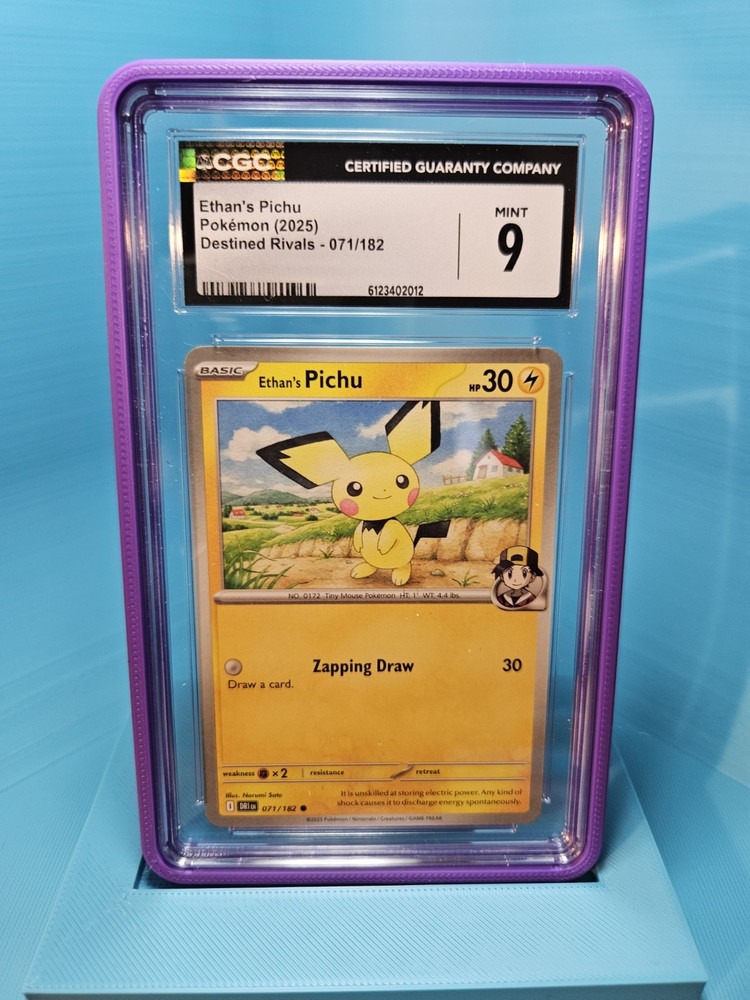 CGC
CERTIFIED GUARANTY COMPANY
Ethan's Pichu
Pokémon (2025)
Destined Rivals - 071/182
MINT
9
6123402012
BASIC
Ethan's Pichu
HP 30
NO. 0172 Tiny Mouse Pokémon HT: 1' WT: 4.4 lbs.
Zapping Draw 30
Draw a card.
weakness ×2 resistance retreat
Illus. Narumi Sato
It is unskilled at storing electric power. Any kind of
shock causes it to discharge energy spontaneously.
I DRI EN 071/182
©2025 Pokémon / Nintendo / Creatures / GAME FREAK